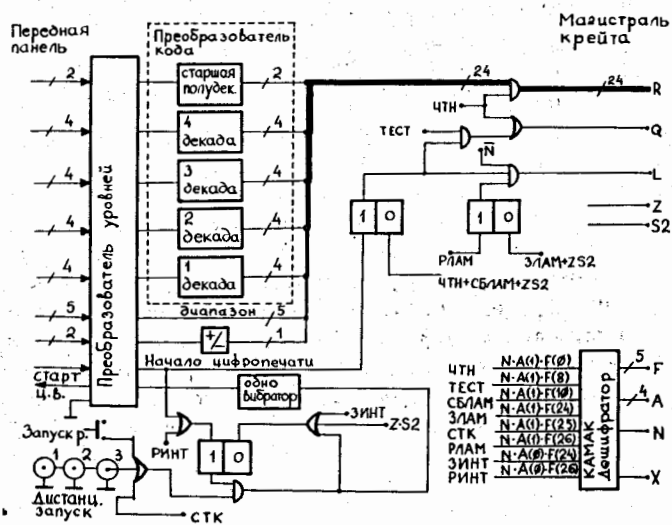 Передная панель
Преобразователь кода
Магистраль крейта
2
старшая полудек.
2
24
24
R
4
4 декада
4
ЧТН
ТЕСТ
Q
4
3 декада
4
N̅
L
4
2 декада
4
1 0
1 0
Z
S2
4
1 декада
4
РЛАМ
ЗЛАМ+ZS2
ЧТН+СБЛАМ+ZS2
Преобразователь уровней
5
диапазон
5
2
+/-
1
Начало цифропечати
старт ц.в.
одно вибратор
ЗИНТ
Z·S2
РИНТ
1 0
Запуск р.
1 2 3
Дистанц. запуск
СТК
ЧТН N·A(1)·F(0)
ТЕСТ N·A(1)·F(8)
СБЛАМ N·A(1)·F(10)
ЗЛАМ N·A(1)·F(24)
СТК N·A(1)·F(25)
РЛАМ N·A(1)·F(26)
ЗИНТ N·A(0)·F(24)
РИНТ N·A(0)·F(26)
КАМАК Дешифратор
5
F
4
A
N
X